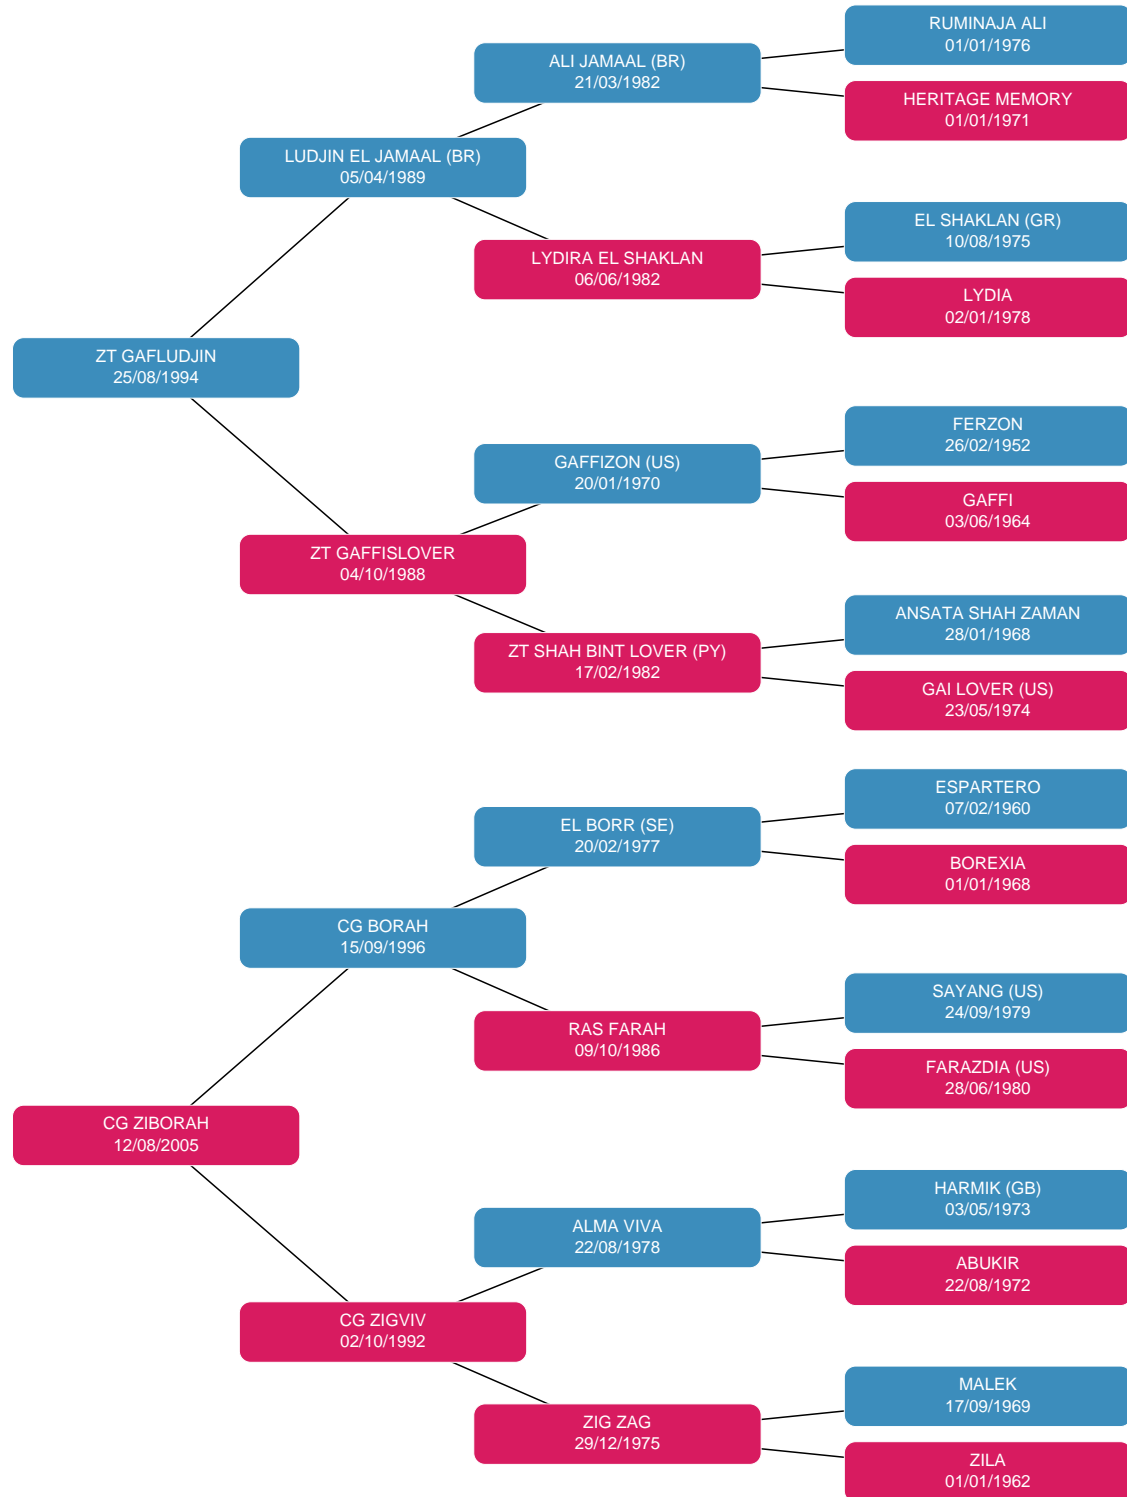 RUMINAJA ALI
01/01/1976
ALI JAMAAL (BR)
21/03/1982
HERITAGE MEMORY
01/01/1971
LUDJIN EL JAMAAL (BR)
05/04/1989
EL SHAKLAN (GR)
10/08/1975
LYDIRA EL SHAKLAN
06/06/1982
LYDIA
02/01/1978
ZT GAFLUDJIN
25/08/1994
FERZON
26/02/1952
GAFFIZON (US)
20/01/1970
GAFFI
03/06/1964
ZT GAFFISLOVER
04/10/1988
ANSATA SHAH ZAMAN
28/01/1968
ZT SHAH BINT LOVER (PY)
17/02/1982
GAI LOVER (US)
23/05/1974
ESPARTERO
07/02/1960
EL BORR (SE)
20/02/1977
BOREXIA
01/01/1968
CG BORAH
15/09/1996
SAYANG (US)
24/09/1979
RAS FARAH
09/10/1986
FARAZDIA (US)
28/06/1980
CG ZIBORAH
12/08/2005
HARMIK (GB)
03/05/1973
ALMA VIVA
22/08/1978
ABUKIR
22/08/1972
CG ZIGVIV
02/10/1992
MALEK
17/09/1969
ZIG ZAG
29/12/1975
ZILA
01/01/1962